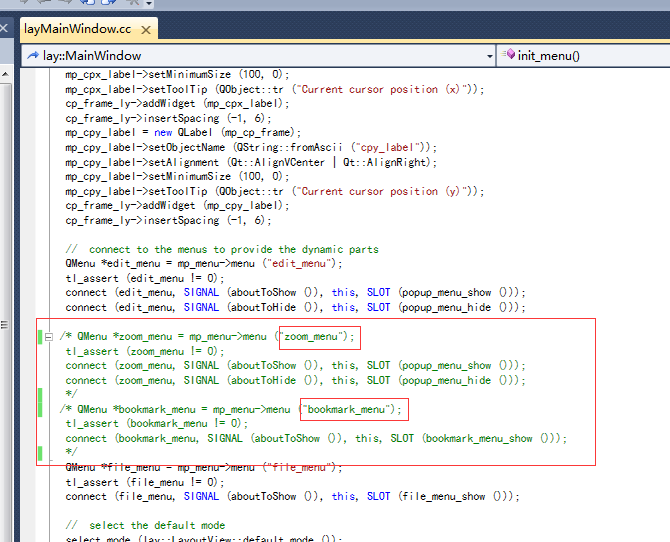 layMainWindow.cc
lay::MainWindow
init_menu()
mp_cpx_label->setMinimumSize (100, 0);
mp_cpx_label->setToolTip (QObject::tr ("Current cursor position (x)"));
cp_frame_ly->addWidget (mp_cpx_label);
cp_frame_ly->insertSpacing (-1, 6);
mp_cpy_label = new QLabel (mp_cp_frame);
mp_cpy_label->setObjectName (QString::fromAscii ("cpy_label"));
mp_cpy_label->setAlignment (Qt::AlignVCenter | Qt::AlignRight);
mp_cpy_label->setMinimumSize (100, 0);
mp_cpy_label->setToolTip (QObject::tr ("Current cursor position (y)"));
cp_frame_ly->addWidget (mp_cpy_label);
cp_frame_ly->insertSpacing (-1, 6);
//  connect to the menus to provide the dynamic parts
QMenu *edit_menu = mp_menu->menu ("edit_menu");
tl_assert (edit_menu != 0);
connect (edit_menu, SIGNAL (aboutToShow ()), this, SLOT (popup_menu_show ()));
connect (edit_menu, SIGNAL (aboutToHide ()), this, SLOT (popup_menu_hide ()));
/* QMenu *zoom_menu = mp_menu->menu ("zoom_menu");
tl_assert (zoom_menu != 0);
connect (zoom_menu, SIGNAL (aboutToShow ()), this, SLOT (popup_menu_show ()));
connect (zoom_menu, SIGNAL (aboutToHide ()), this, SLOT (popup_menu_hide ()));
*/
/* QMenu *bookmark_menu = mp_menu->menu ("bookmark_menu");
tl_assert (bookmark_menu != 0);
connect (bookmark_menu, SIGNAL (aboutToShow ()), this, SLOT (bookmark_menu_show ()));
*/
QMenu *file_menu = mp_menu->menu ("file_menu");
tl_assert (file_menu != 0);
connect (file_menu, SIGNAL (aboutToShow ()), this, SLOT (file_menu_show ()));
//  select the default mode
select_mode (lay::LayoutView::default_mode ());